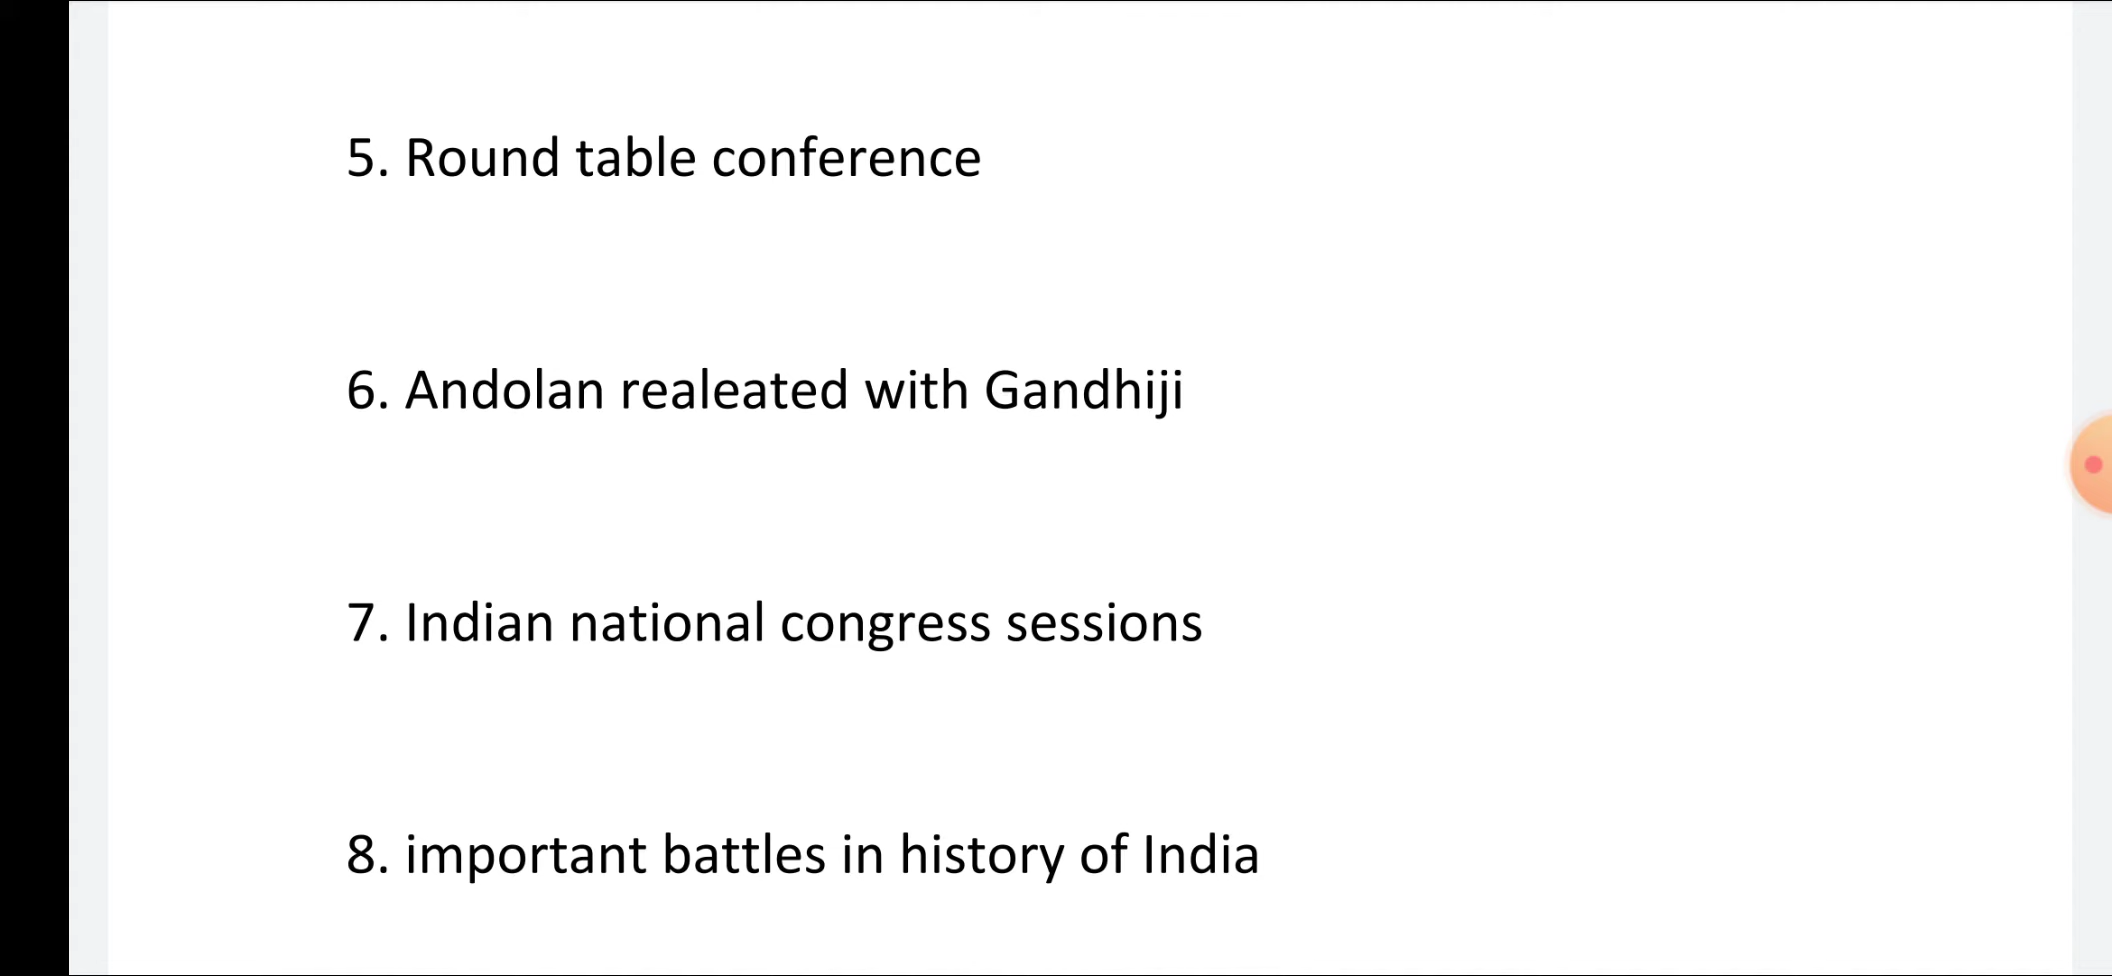 5. Round table conference
6. Andolan realeated with Gandhiji
7. Indian national congress sessions
8. important battles in history of India